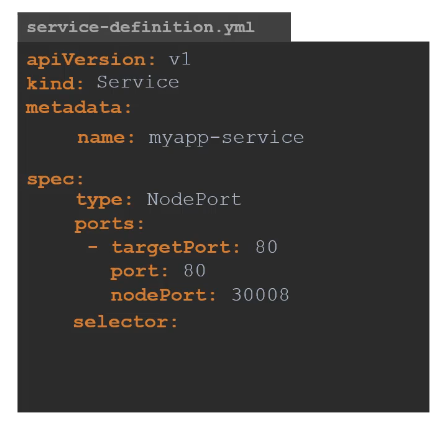 service-definition.yml
apiVersion: v1
kind: Service
metadata:
name: myapp-service
spec:
type: NodePort
ports:
- targetPort: 80
port: 80
nodePort: 30008
selector: